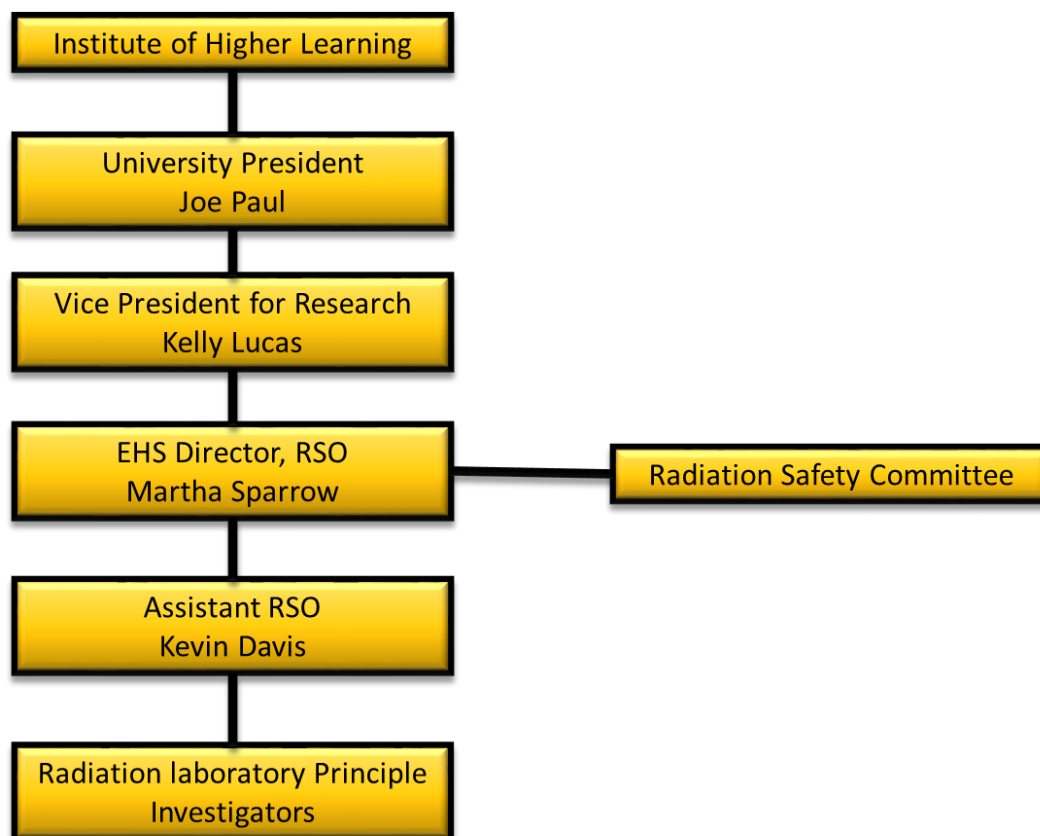 Institute of Higher Learning
University President
Joe Paul
Vice President for Research
Kelly Lucas
EHS Director, RSO
Martha Sparrow
Radiation Safety Committee
Assistant RSO
Kevin Davis
Radiation laboratory Principle
Investigators